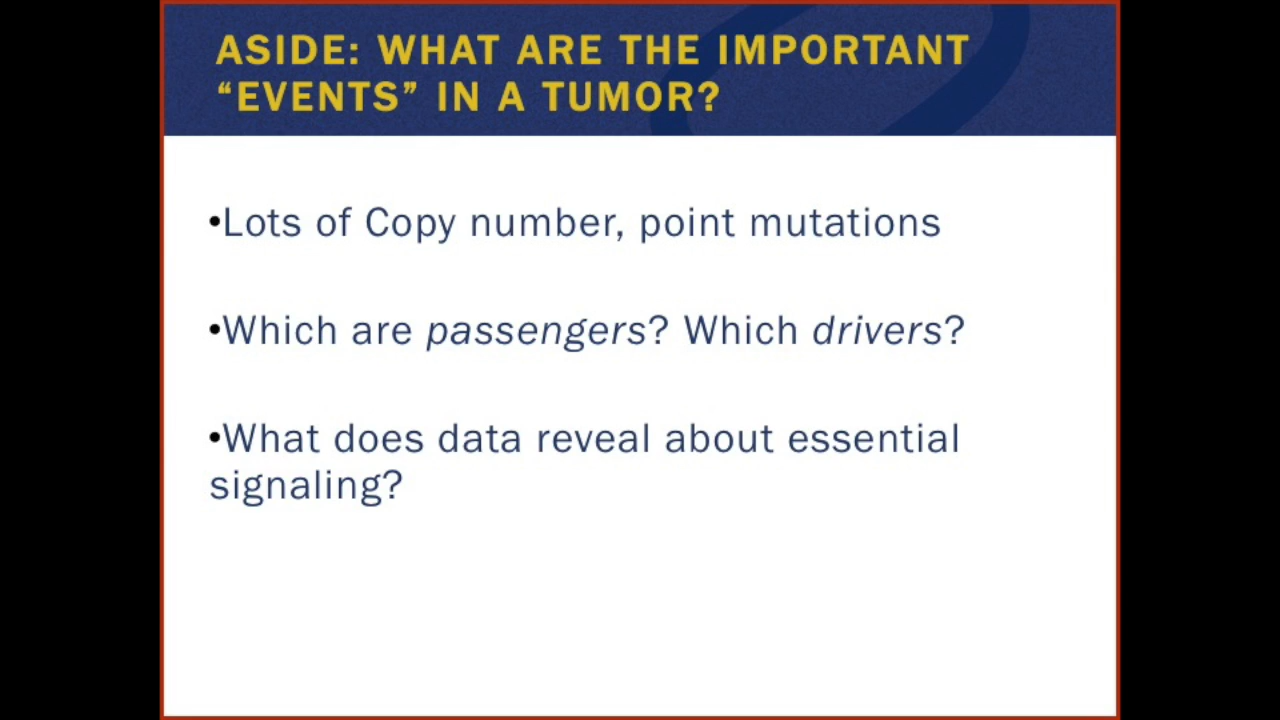 ASIDE: WHAT ARE THE IMPORTANT
“EVENTS” IN A TUMOR?
•Lots of Copy number, point mutations
•Which are passengers? Which drivers?
•What does data reveal about essential
signaling?